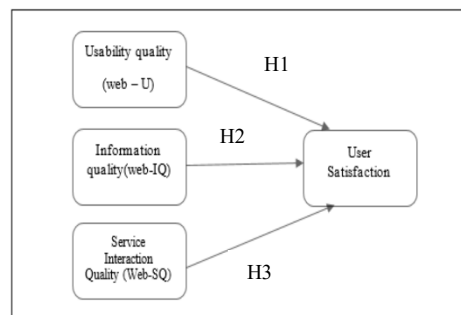 Usability quality
(web – U)
H1
Information
quality(web-IQ)
H2
User
Satisfaction
Service
Interaction
Quality (Web-SQ)
H3